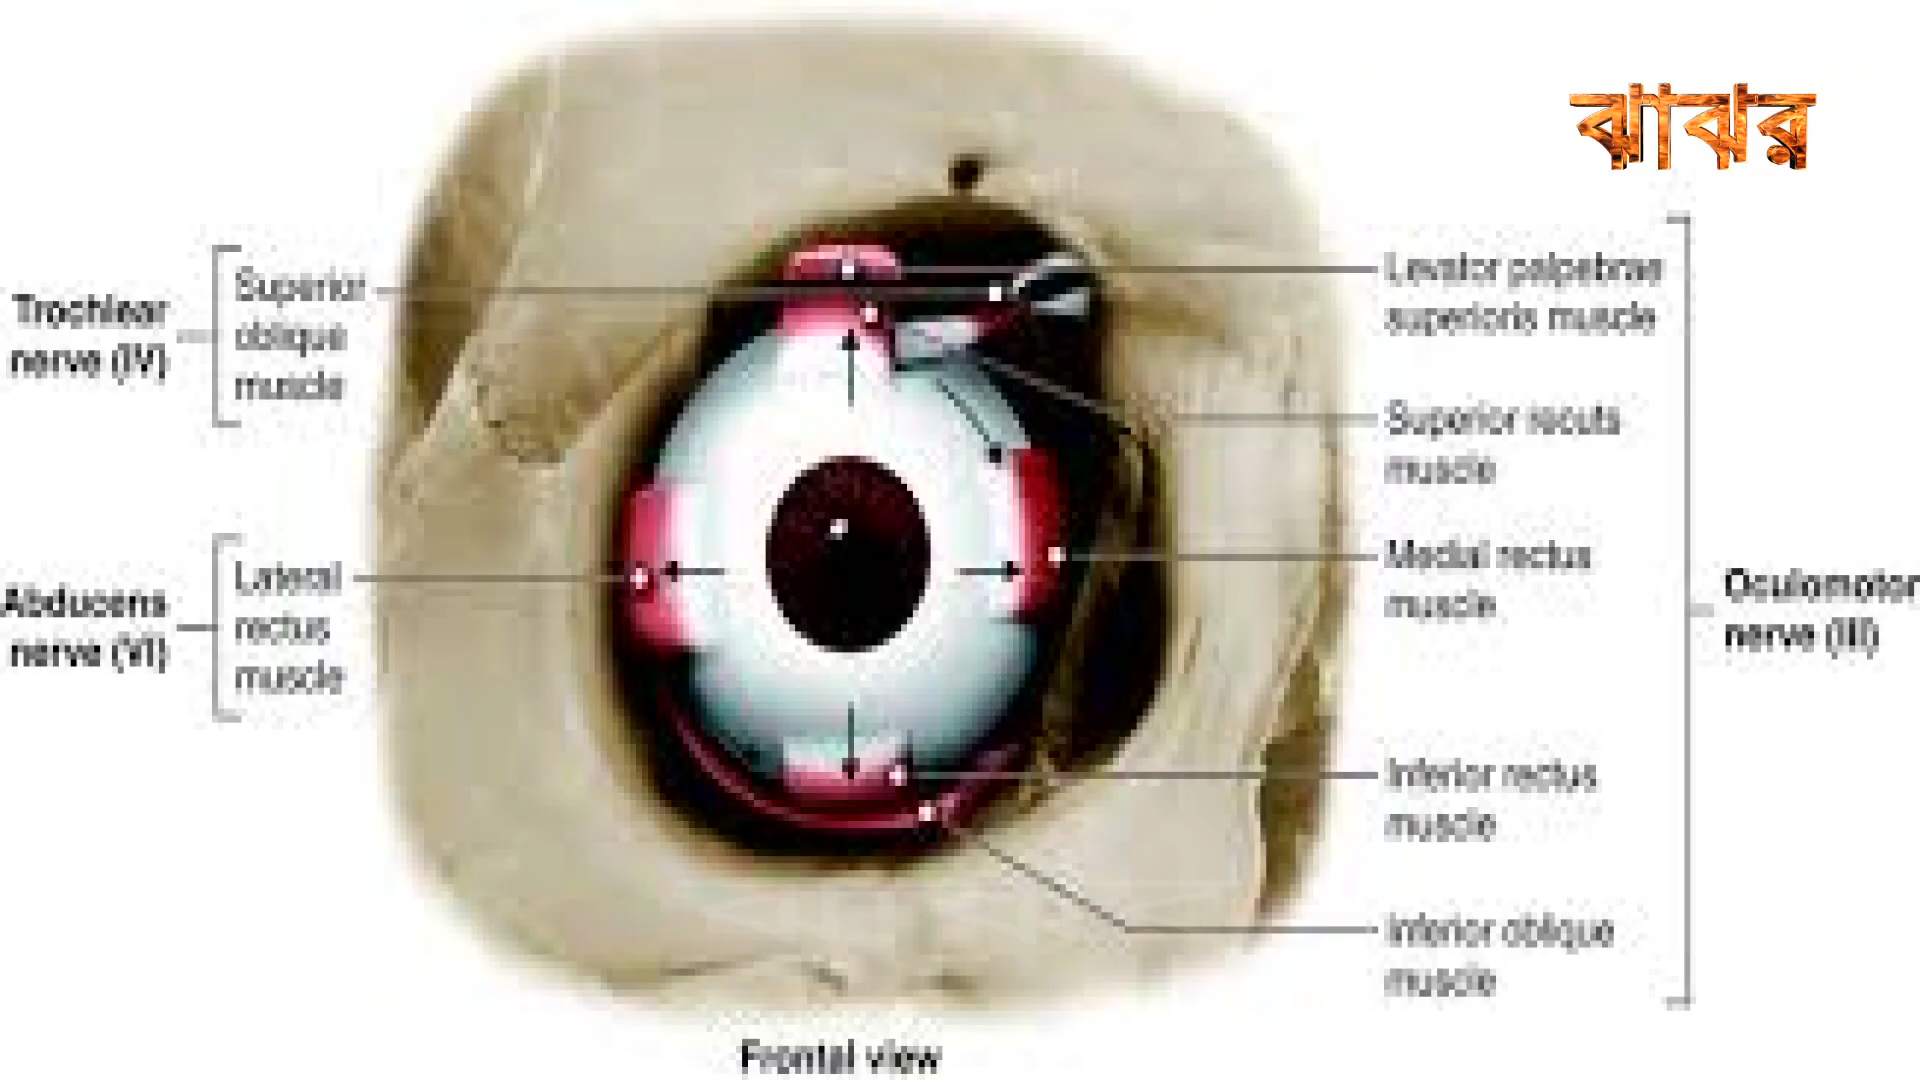 ঝাঝর
Trochlear
nerve (IV)
Superior
oblique
muscle
Abducens
nerve (VI)
Lateral
rectus
muscle
Levator palpebrae
superioris muscle
Superior recuts
muscle
Medial rectus
muscle
Inferior rectus
muscle
Inferior oblique
muscle
Oculomotor
nerve (III)
Frontal view